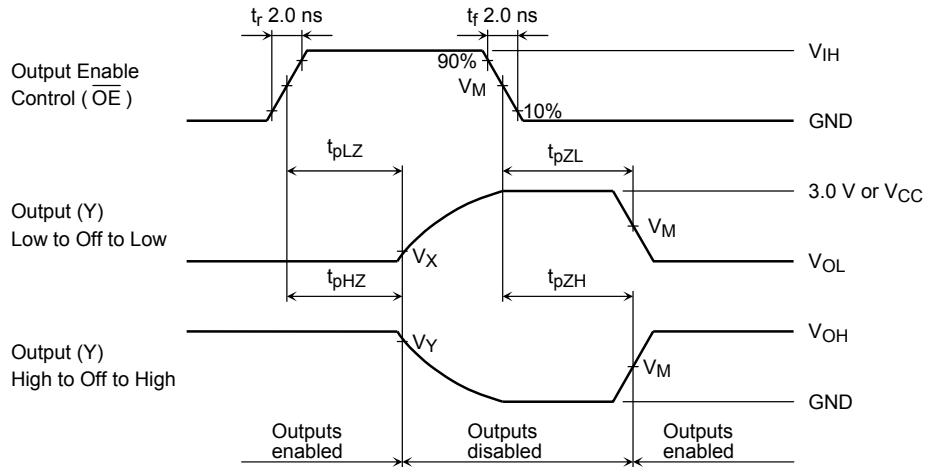 tr 2.0 ns
tf 2.0 ns
Output Enable
Control ( OE )
90%
VM
10%
VIH
GND
tpLZ
tpZL
Output (Y)
Low to Off to Low
3.0 V or VCC
VM
VX
VOL
tpHZ
tpZH
Output (Y)
High to Off to High
VY
VOH
VM
GND
Outputs
enabled
Outputs
disabled
Outputs
enabled